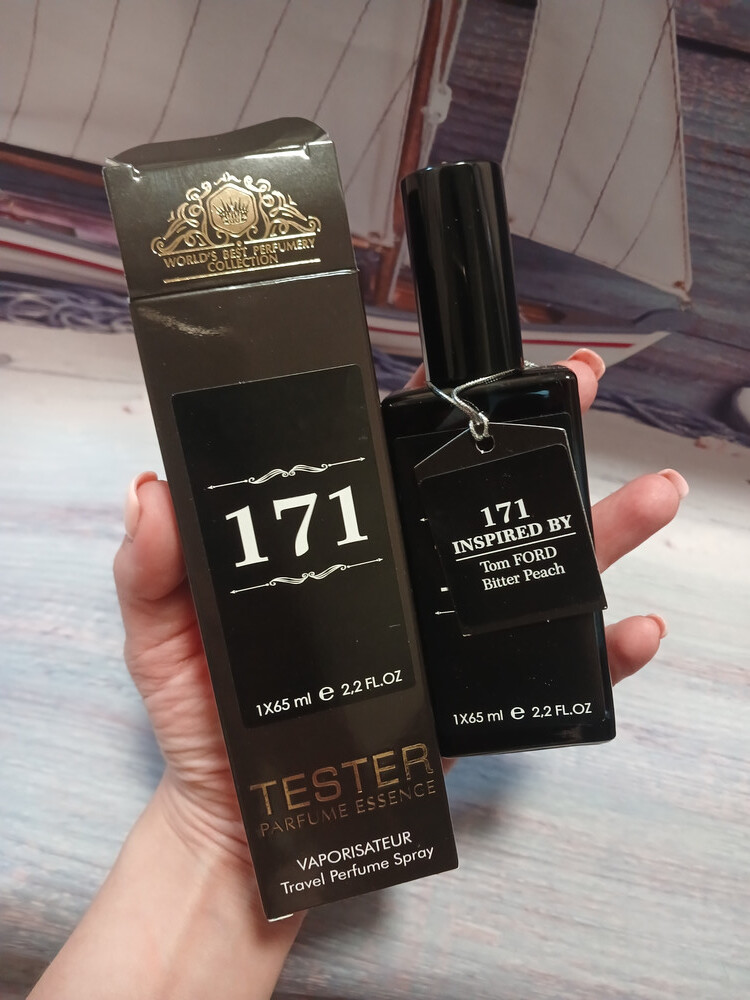 WORLD'S BEST PERFUMERY
COLLECTION
171
1X65 ml e 2,2 FL.OZ
TESTER
PARFUME ESSENCE
VAPORISATEUR
Travel Perfume Spray
171
INSPIRED BY
Tom FORD
Bitter Peach
1X65 ml e 2,2 FL.OZ